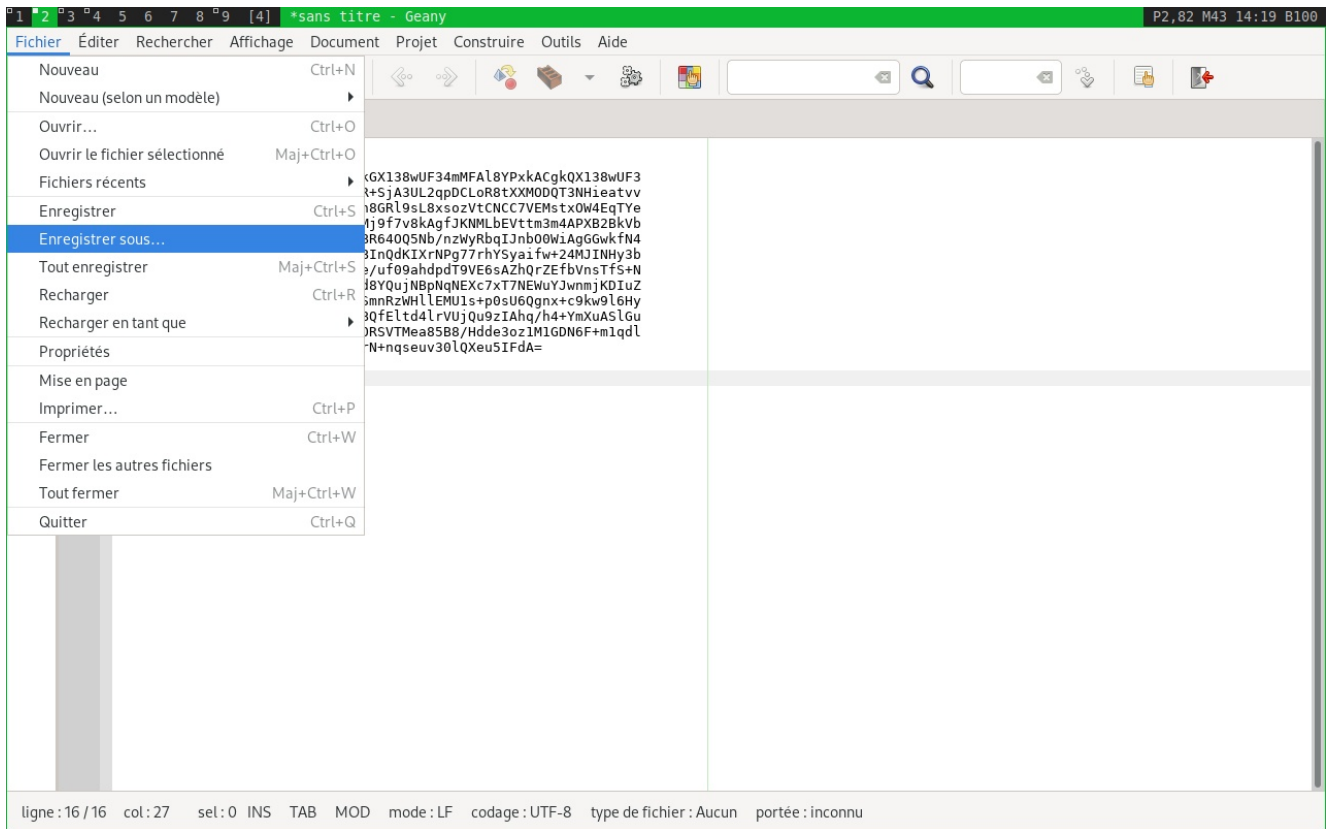 1 2 3 4 5 6 7 8 9 [4] *sans titre - Geany P2,82 M43 14:19 B100
Fichier Éditer Rechercher Affichage Document Projet Construire Outils Aide
Nouveau Ctrl+N
Nouveau (selon un modèle)
Ouvrir... Ctrl+O
Ouvrir le fichier sélectionné Maj+Ctrl+O
Fichiers récents
Enregistrer Ctrl+S
Enregistrer sous...
Tout enregistrer Maj+Ctrl+S
Recharger Ctrl+R
Recharger en tant que
Propriétés
Mise en page
Imprimer... Ctrl+P
Fermer Ctrl+W
Fermer les autres fichiers
Tout fermer Maj+Ctrl+W
Quitter Ctrl+Q
kGX138wUF34mMFAl8YPxkACgkQX138wUF3
R+SjA3UL2qpDCLoR8tXXMODQT3NHieatvv
n8GRl9sL8xsozVtCNCC7VEMstxOW4EqTYe
Mj9f7v8kAgfJKNMLbEVttm3m4APXB2BkVb
BR64OQ5Nb/nzWyRbqIJnbO0WiAgGGwkfN4
BInQdKIXrNPg77rhYSyaifw+24MJINHy3b
e/uf09ahdpdT9VE6sAZhQrZEfbVnsTfS+N
d8YQujNBpNqNEXc7xT7NEWuYJwnmjKDIuZ
SmnRzWHllEMU1s+p0sU6Qgnx+c9kw9l6Hy
BQfEltd4lrVUjQu9zIAhq/h4+YmXuASlGu
DRSVTMea85B8/Hdde3oz1M1GDN6F+m1qdl
rN+nqseuv30lQXeu5IFdA=
ligne : 16 / 16 col : 27 sel : 0 INS TAB MOD mode : LF codage : UTF-8 type de fichier : Aucun portée : inconnu